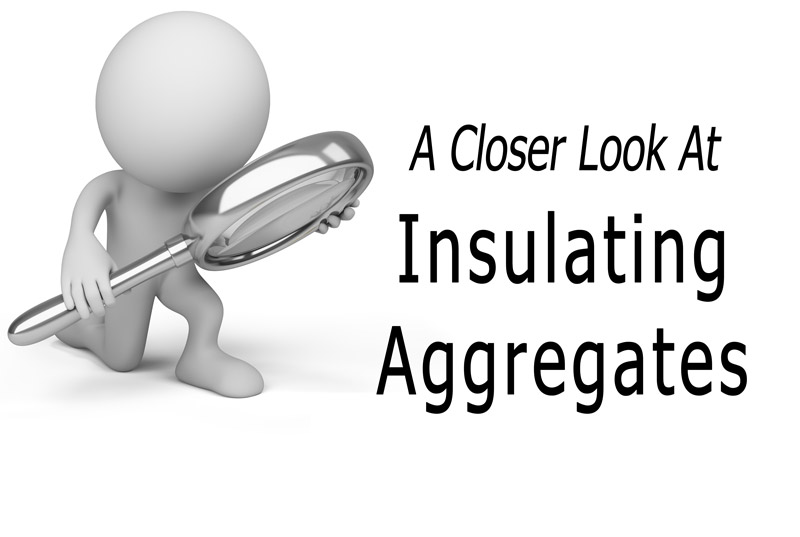 A Closer Look At
Insulating
Aggregates